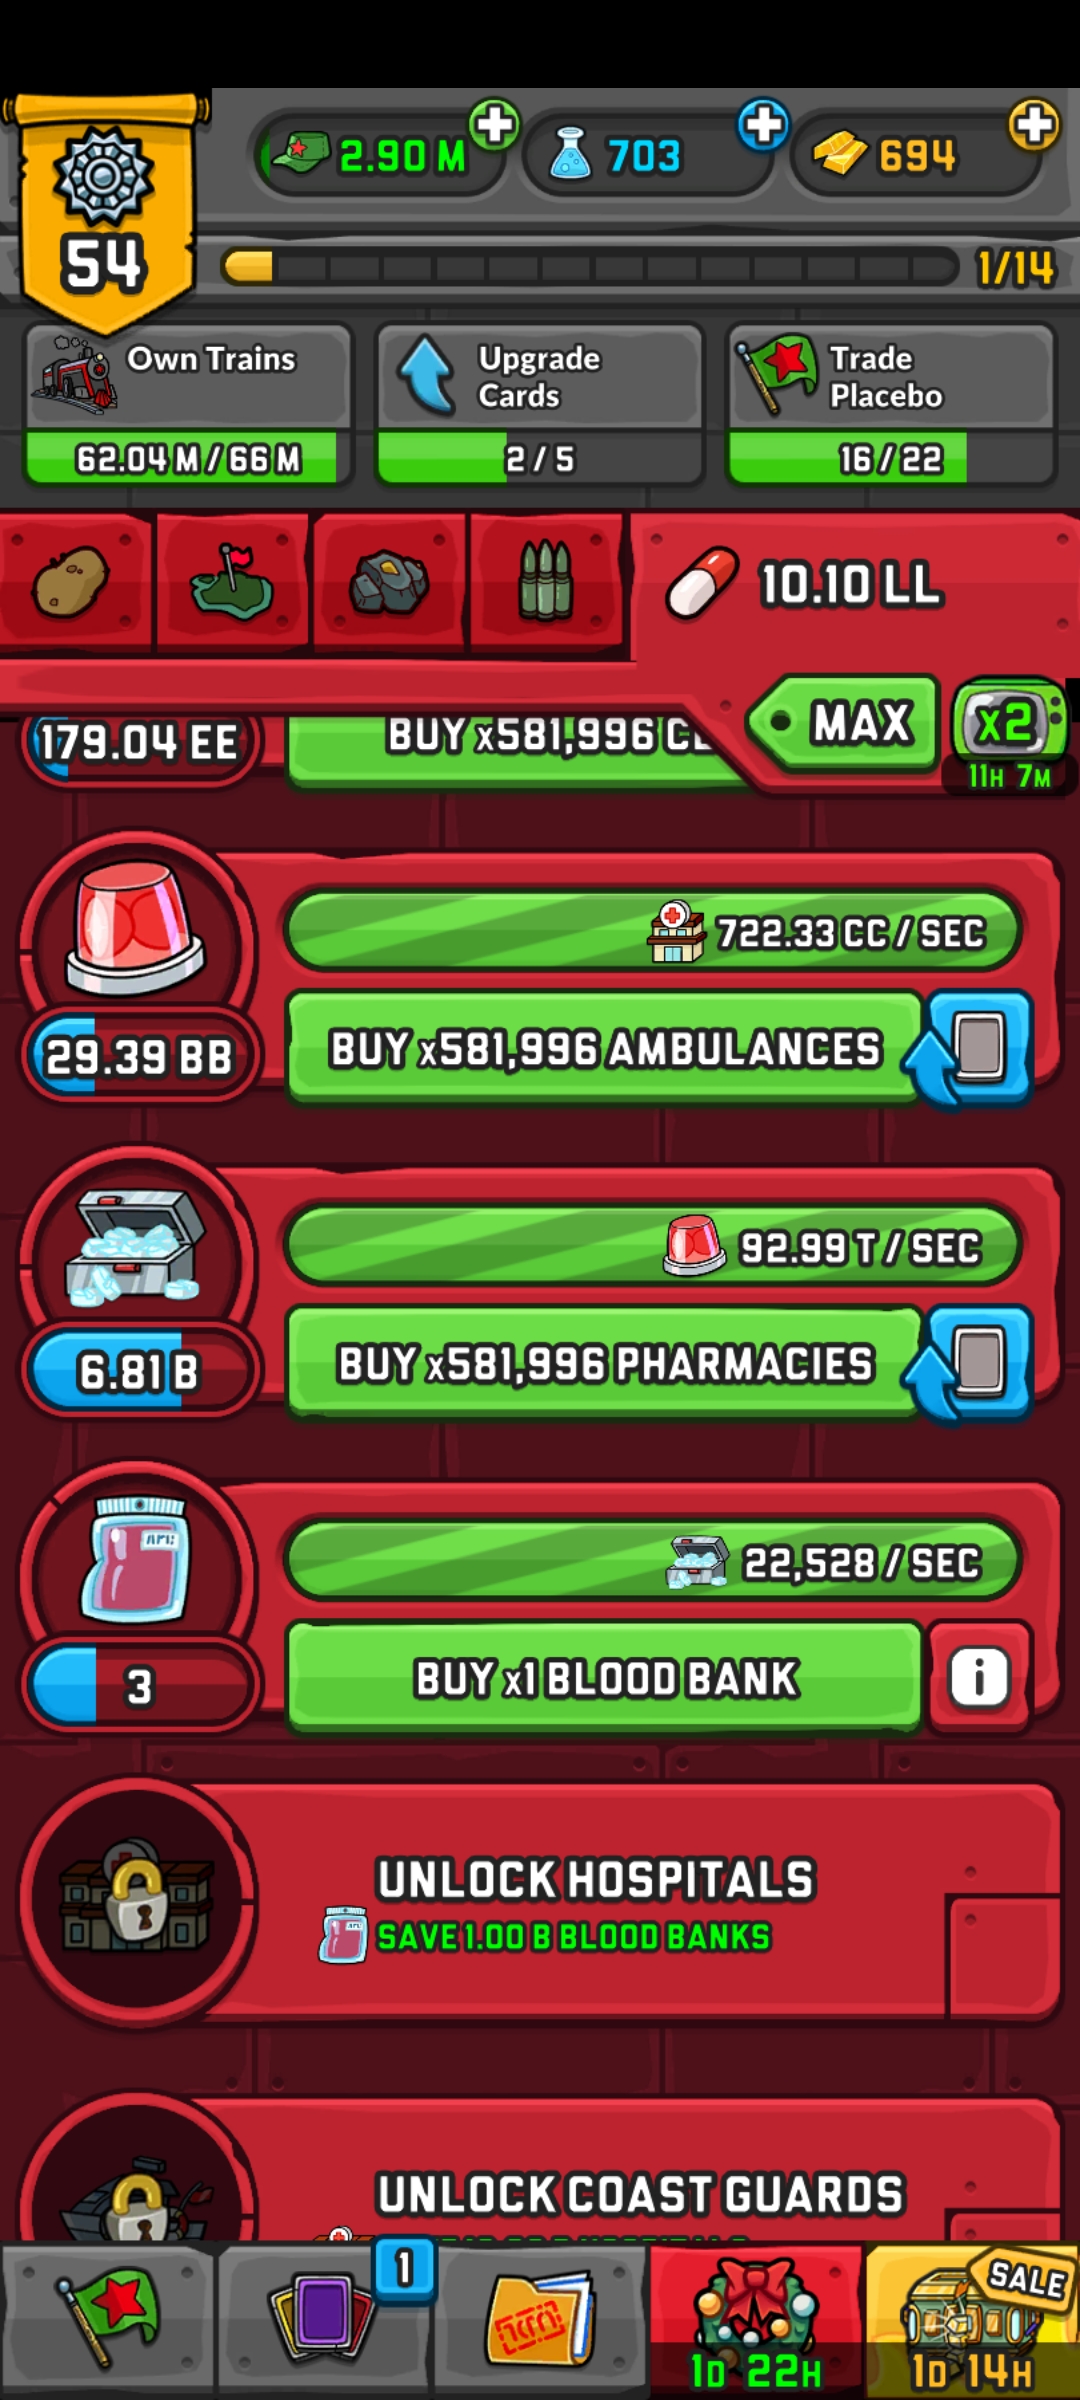 2.90 M
703
694
54
1/14
Own Trains
62.04 M / 66 M
Upgrade
Cards
2 / 5
Trade
Placebo
16 / 22
10.10 LL
MAX
x2
11H 7M
179.04 EE
BUY x581,996
722.33 CC / SEC
29.39 BB
BUY x581,996 AMBULANCES
92.99 T / SEC
6.81 B
BUY x581,996 PHARMACIES
22,528 / SEC
3
BUY x1 BLOOD BANK
i
UNLOCK HOSPITALS
SAVE 1.00 B BLOOD BANKS
UNLOCK COAST GUARDS
1
SALE
1D 22H
1D 14H